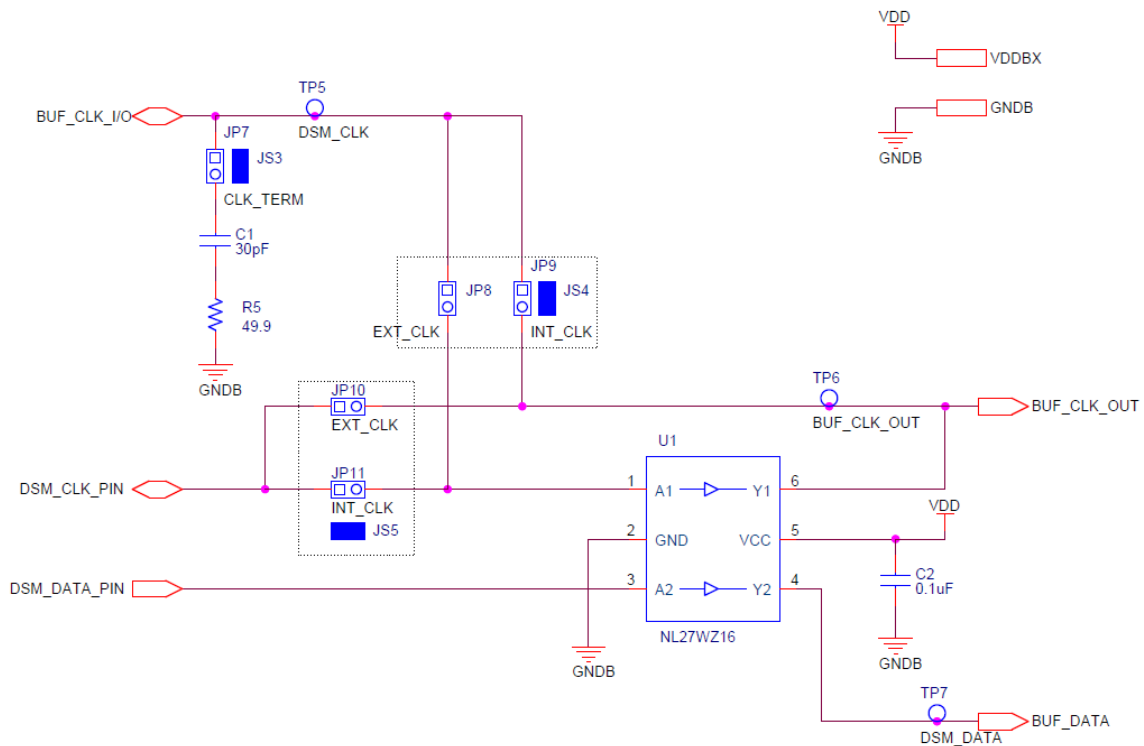 VDD
VDDBX
TP5
BUF_CLK_I/O
GNDB
DSM_CLK
JP7
JS3
GNDB
CLK_TERM
C1
30pF
JP9
JP8
JS4
R5
49.9
EXT_CLK
INT_CLK
GNDB
TP6
JP10
BUF_CLK_OUT
EXT_CLK
BUF_CLK_OUT
U1
JP11
DSM_CLK_PIN
1
A1
Y1
6
INT_CLK
VDD
JS5
2
GND
VCC
5
C2
0.1uF
DSM_DATA_PIN
3
A2
Y2
4
NL27WZ16
GNDB
GNDB
TP7
BUF_DATA
DSM_DATA